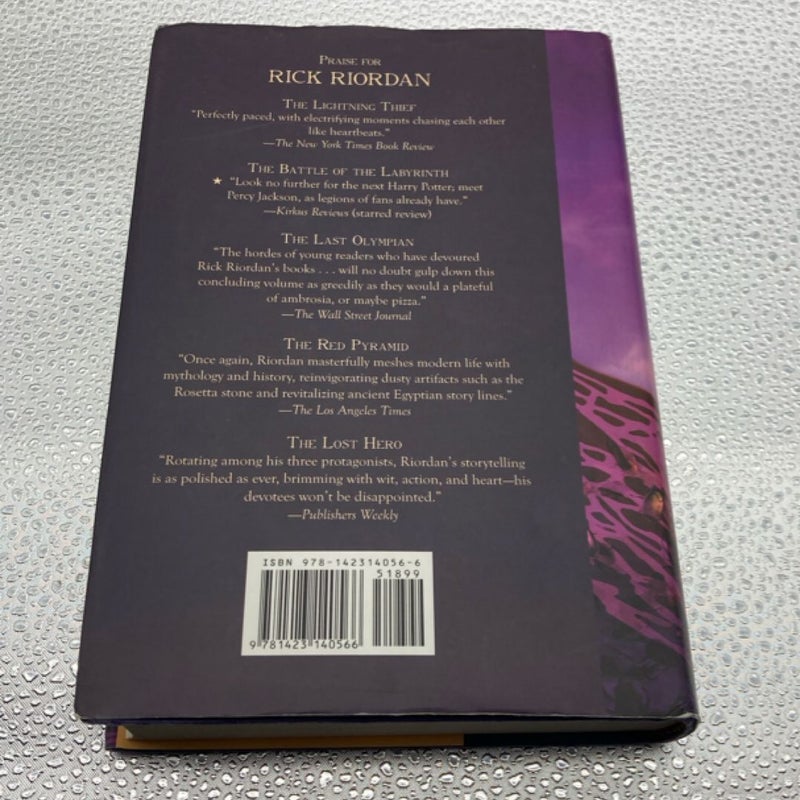 PRAISE FOR
RICK RIORDAN
THE LIGHTNING THIEF
"Perfectly paced, with electrifying moments chasing each other
like heartbeats."
—The New York Times Book Review
THE BATTLE OF THE LABYRINTH
★ "Look no further for the next Harry Potter; meet
Percy Jackson, as legions of fans already have."
—Kirkus Reviews (starred review)
THE LAST OLYMPIAN
"The hordes of young readers who have devoured
Rick Riordan's books . . . will no doubt gulp down this
concluding volume as greedily as they would a plateful
of ambrosia, or maybe pizza."
—The Wall Street Journal
THE RED PYRAMID
"Once again, Riordan masterfully meshes modern life with
mythology and history, reinvigorating dusty artifacts such as the
Rosetta stone and revitalizing ancient Egyptian story lines."
—The Los Angeles Times
THE LOST HERO
"Rotating among his three protagonists, Riordan's storytelling
is as polished as ever, brimming with wit, action, and heart—his
devotees won't be disappointed."
—Publishers Weekly
ISBN 978-142314056-6
51899
9 781423 140566